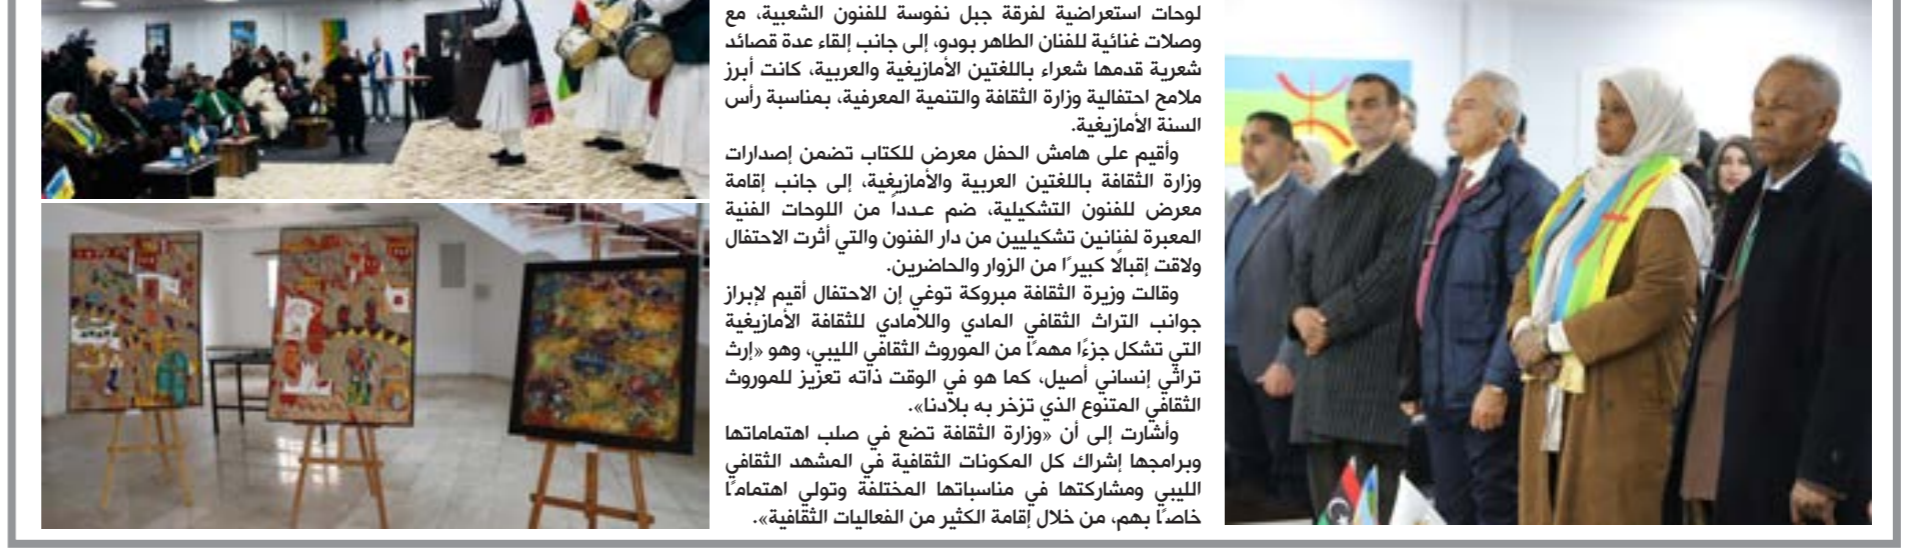 لوحات استعراضية لفرقة جبل نفوسة للفنون الشعبية، مع
وصلات غنائية للفنان الطاهر بودو، إلى جانب إلقاء عدة قصائد
شعرية قدمها شعراء باللغتين الأمازيغية والعربية، كانت أبرز
ملامح احتفالية وزارة الثقافة والتنمية المعرفية، بمناسبة رأس
السنة الأمازيغية.
وأقيم على هامش الحفل معرض للكتاب تضمن إصدارات
وزارة الثقافة باللغتين العربية والأمازيغية، إلى جانب إقامة
معرض للفنون التشكيلية، ضم عـدداً من اللوحات الفنية
المعبرة لفنانين تشكيليين من دار الفنون والتي أثرت الاحتفال
ولاقت إقبالًا كبيرًا من الزوار والحاضرين.
وقالت وزيرة الثقافة مبروكة توغي إن الاحتفال أقيم لإبراز
جوانب التراث الثقافي المادي واللامادي للثقافة الأمازيغية
التي تشكل جزءًا مهمًا من الموروث الثقافي الليبي، وهو «إرث
تراثي إنساني أصيل، كما هو في الوقت ذاته تعزيز للموروث
الثقافي المتنوع الذي تزخر به بلادنا».
وأشارت إلى أن «وزارة الثقافة تضع في صلب اهتماماتها
وبرامجها إشراك كل المكونات الثقافية في المشهد الثقافي
الليبي ومشاركتها في مناسباتها المختلفة وتولي اهتمامًا
خاصًا بهم، من خلال إقامة الكثير من الفعاليات الثقافية».